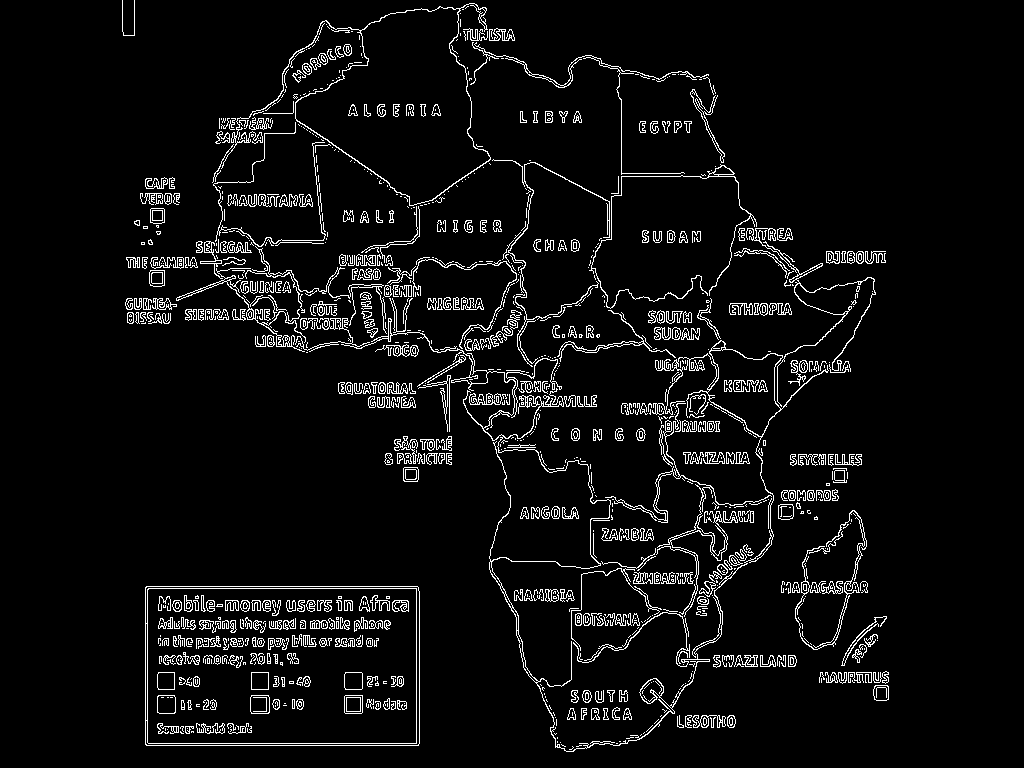 TUNISIA
MOROCCO
ALGERIA
LIBYA
EGYPT
WESTERN
SAHARA
CAPE
VERDE
MAURITANIA
MALI
NIGER
CHAD
SUDAN
ERITREA
SENEGAL
THE GAMBIA
BURKINA
FASO
DJIBOUTI
GUINEA
BENIN
NIGERIA
GUINEA-
BISSAU
SIERRA LEONE
CÔTE
D'IVOIRE
GHANA
ETHIOPIA
SOUTH
SUDAN
LIBERIA
TOGO
CAMEROON
C.A.R.
UGANDA
SOMALIA
EQUATORIAL
GUINEA
GABON
CONGO-
BRAZZAVILLE
KENYA
RWANDA
BURUNDI
CONGO
SÃO TOMÉ
& PRÍNCIPE
TANZANIA
SEYCHELLES
COMOROS
ANGOLA
MALAWI
ZAMBIA
MOZAMBIQUE
ZIMBABWE
MADAGASCAR
NAMIBIA
BOTSWANA
SWAZILAND
MAURITIUS
SOUTH
AFRICA
LESOTHO
Mobile-money users in Africa
Adults saying they used a mobile phone
in the past year to pay bills or send or
receive money, 2011, %
>40 31-40 21-30
11-20 0-10 No data
Source: World Bank